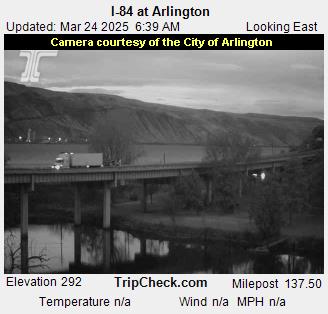 I-84 at Arlington
Updated: Mar 24 2025 6:39 AM Looking East
Camera courtesy of the City of Arlington
Elevation 292 TripCheck.com Milepost 137.50
Temperature n/a Wind n/a MPH n/a